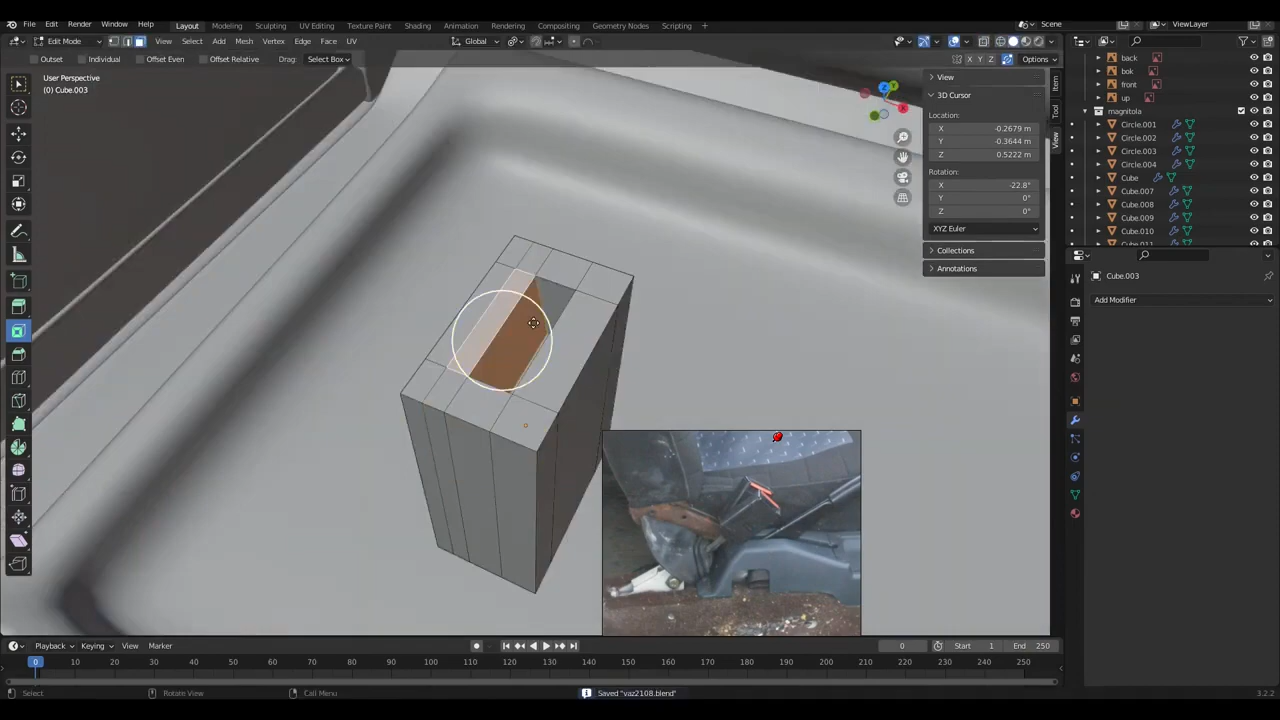 File Edit Render Window Help
Layout Modeling Sculpting UV Editing Texture Paint Shading Animation Rendering Compositing Geometry Nodes Scripting +
Scene
ViewLayer
Edit Mode
View Select Add Mesh Vertex Edge Face UV
Global
Outset Individual Offset Even Offset Relative Drag: Select Box
X Y Z
Options
User Perspective
(0) Cube.003
View
3D Cursor
Location:
X -0.2679 m
Y -0.3644 m
Z 0.5222 m
Rotation:
X -22.8°
Y 0°
Z 0°
XYZ Euler
Collections
Annotations
Item
Tool
View
back
bok
front
up
magnitola
Circle.001
Circle.002
Circle.003
Circle.004
Cube
Cube.007
Cube.008
Cube.009
Cube.010
Cube.011
Cube.003
Add Modifier
Playback Keying View Marker
0
Start 1
End 250
0 10 20 30 40 50 60 70 80 90 100 110 120 130 140 150 160 170 180 190 200 210 220 230 240 250
Select
Rotate View
Call Menu
Saved "vaz2108.blend"
3.2.2